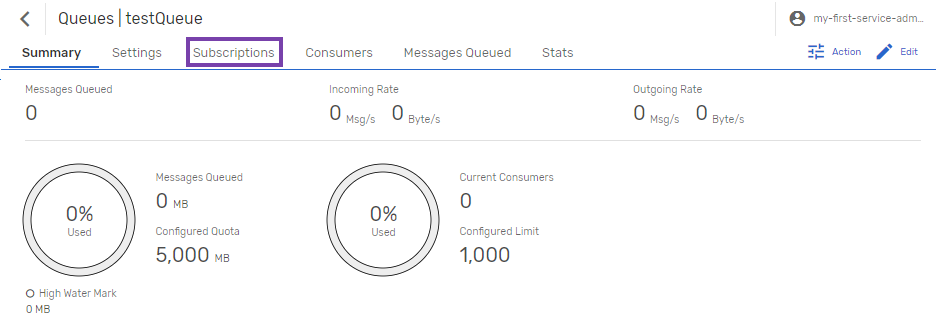 Queues | testQueue
my-first-service-adm...
Summary Settings Subscriptions Consumers Messages Queued Stats Action Edit
Messages Queued Incoming Rate Outgoing Rate
0 0 Msg/s 0 Byte/s 0 Msg/s 0 Byte/s
0% Used
Messages Queued
0 MB
Configured Quota
5,000 MB
High Water Mark
0 MB
0% Used
Current Consumers
0
Configured Limit
1,000